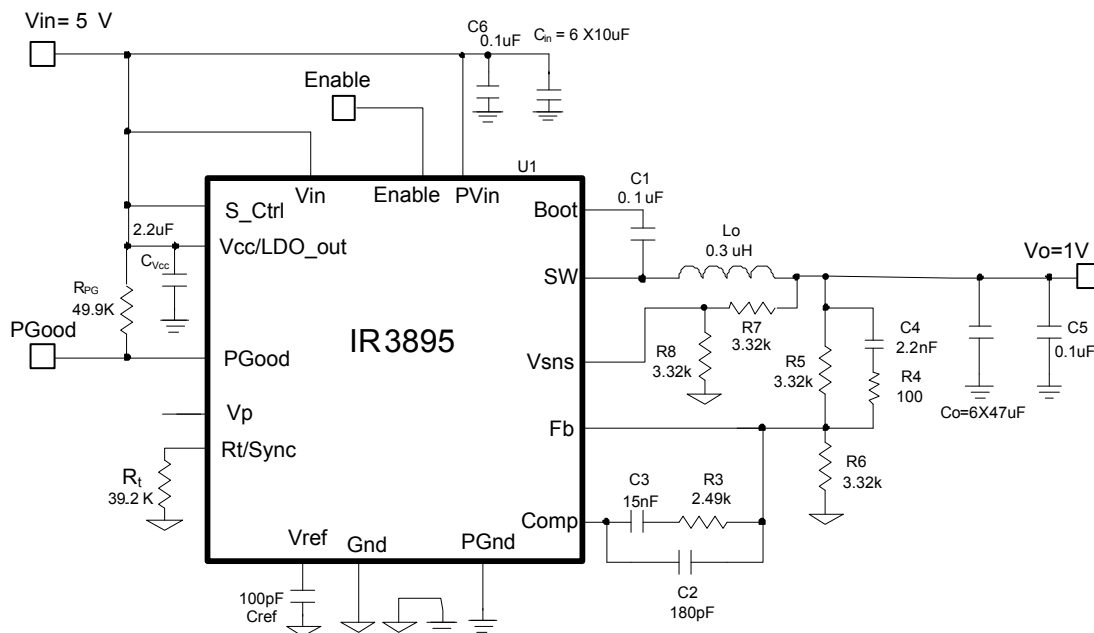 Vin= 5 V
C6
0.1uF
Cin = 6 X10uF
Enable
U1
Vin
Enable
PVin
S_Ctrl
Boot
C1
0.1uF
2.2uF
CVcc
Vcc/LDO_out
Lo
0.3 uH
Vo=1V
SW
RPG
49.9K
PGood
IR3895
R7
3.32k
R8
3.32k
C4
2.2nF
C5
0.1uF
PGood
Vsns
R5
3.32k
R4
100
Co=6X47uF
Vp
Fb
Rt/Sync
Rt
39.2 K
R6
3.32k
C3
15nF
R3
2.49k
Comp
Vref
Gnd
PGnd
100pF
Cref
C2
180pF